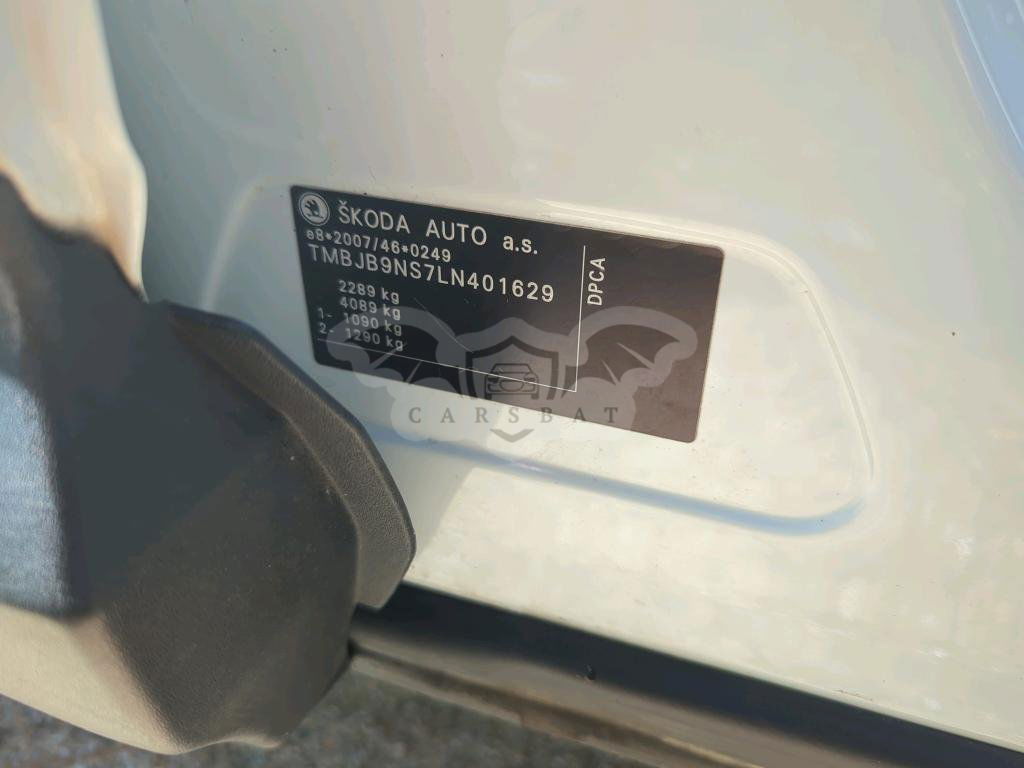 ŠKODA AUTO a.s.
e8*2007/46*0249
TMBJB9NS7LN401629
2289 kg
4089 kg
1- 1090 kg
2- 1290 kg
DPCA
CARSBAT